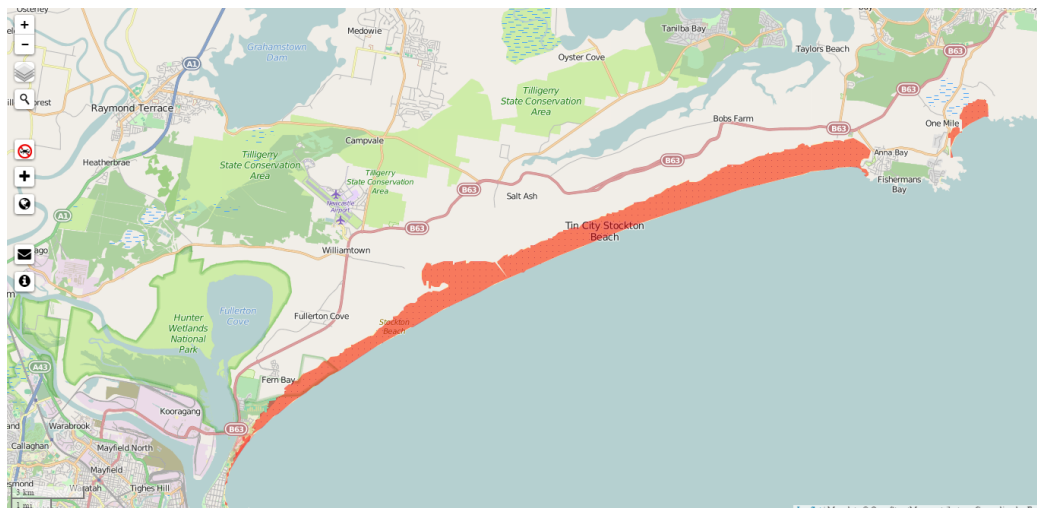 Osterley
Medowie
Tanilba Bay
B63
Grahamstown
Dam
Oyster Cove
Taylors Beach
A1
B63
Tilligerry
State Conservation
Area
Raymond Terrace
Bobs Farm
One Mile
B63
Campvale
Heatherbrae
Tilligerry
State Conservation
Area
B63
Anna Bay
Tilligerry
State Conservation
Area
Fishermans
Bay
B63
Salt Ash
Newcastle
Airport
A1
B63
Tin City Stockton
Beach
Williamtown
Fullerton
Cove
Fullerton Cove
Hunter
Wetlands
National
Park
Stockton
Beach
A43
Fern Bay
Kooragang
Warabrook
B63
Callaghan
Mayfield North
Mayfield
Waratah
Tighes Hill
3 km
1 mi